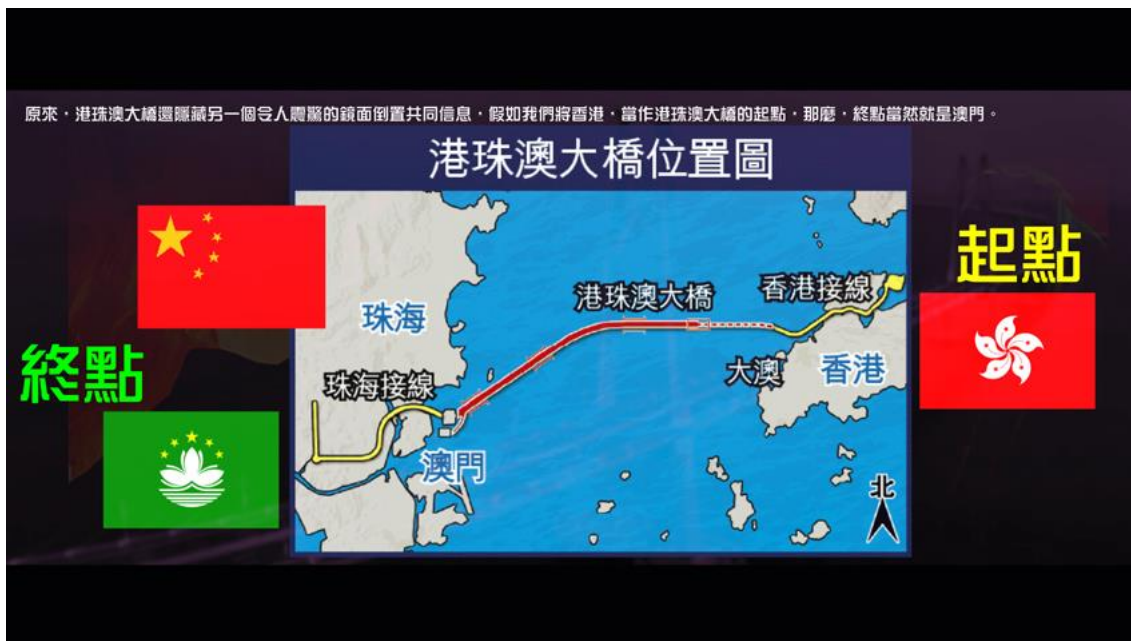 原來，港珠澳大橋還隱藏另一個令人震驚的鏡面倒置共同信息，假如我們將香港，當作港珠澳大橋的起點，那麼，終點當然就是澳門。
港珠澳大橋位置圖
起點
港珠澳大橋
香港接線
珠海
終點
珠海接線
大澳
香港
澳門
北